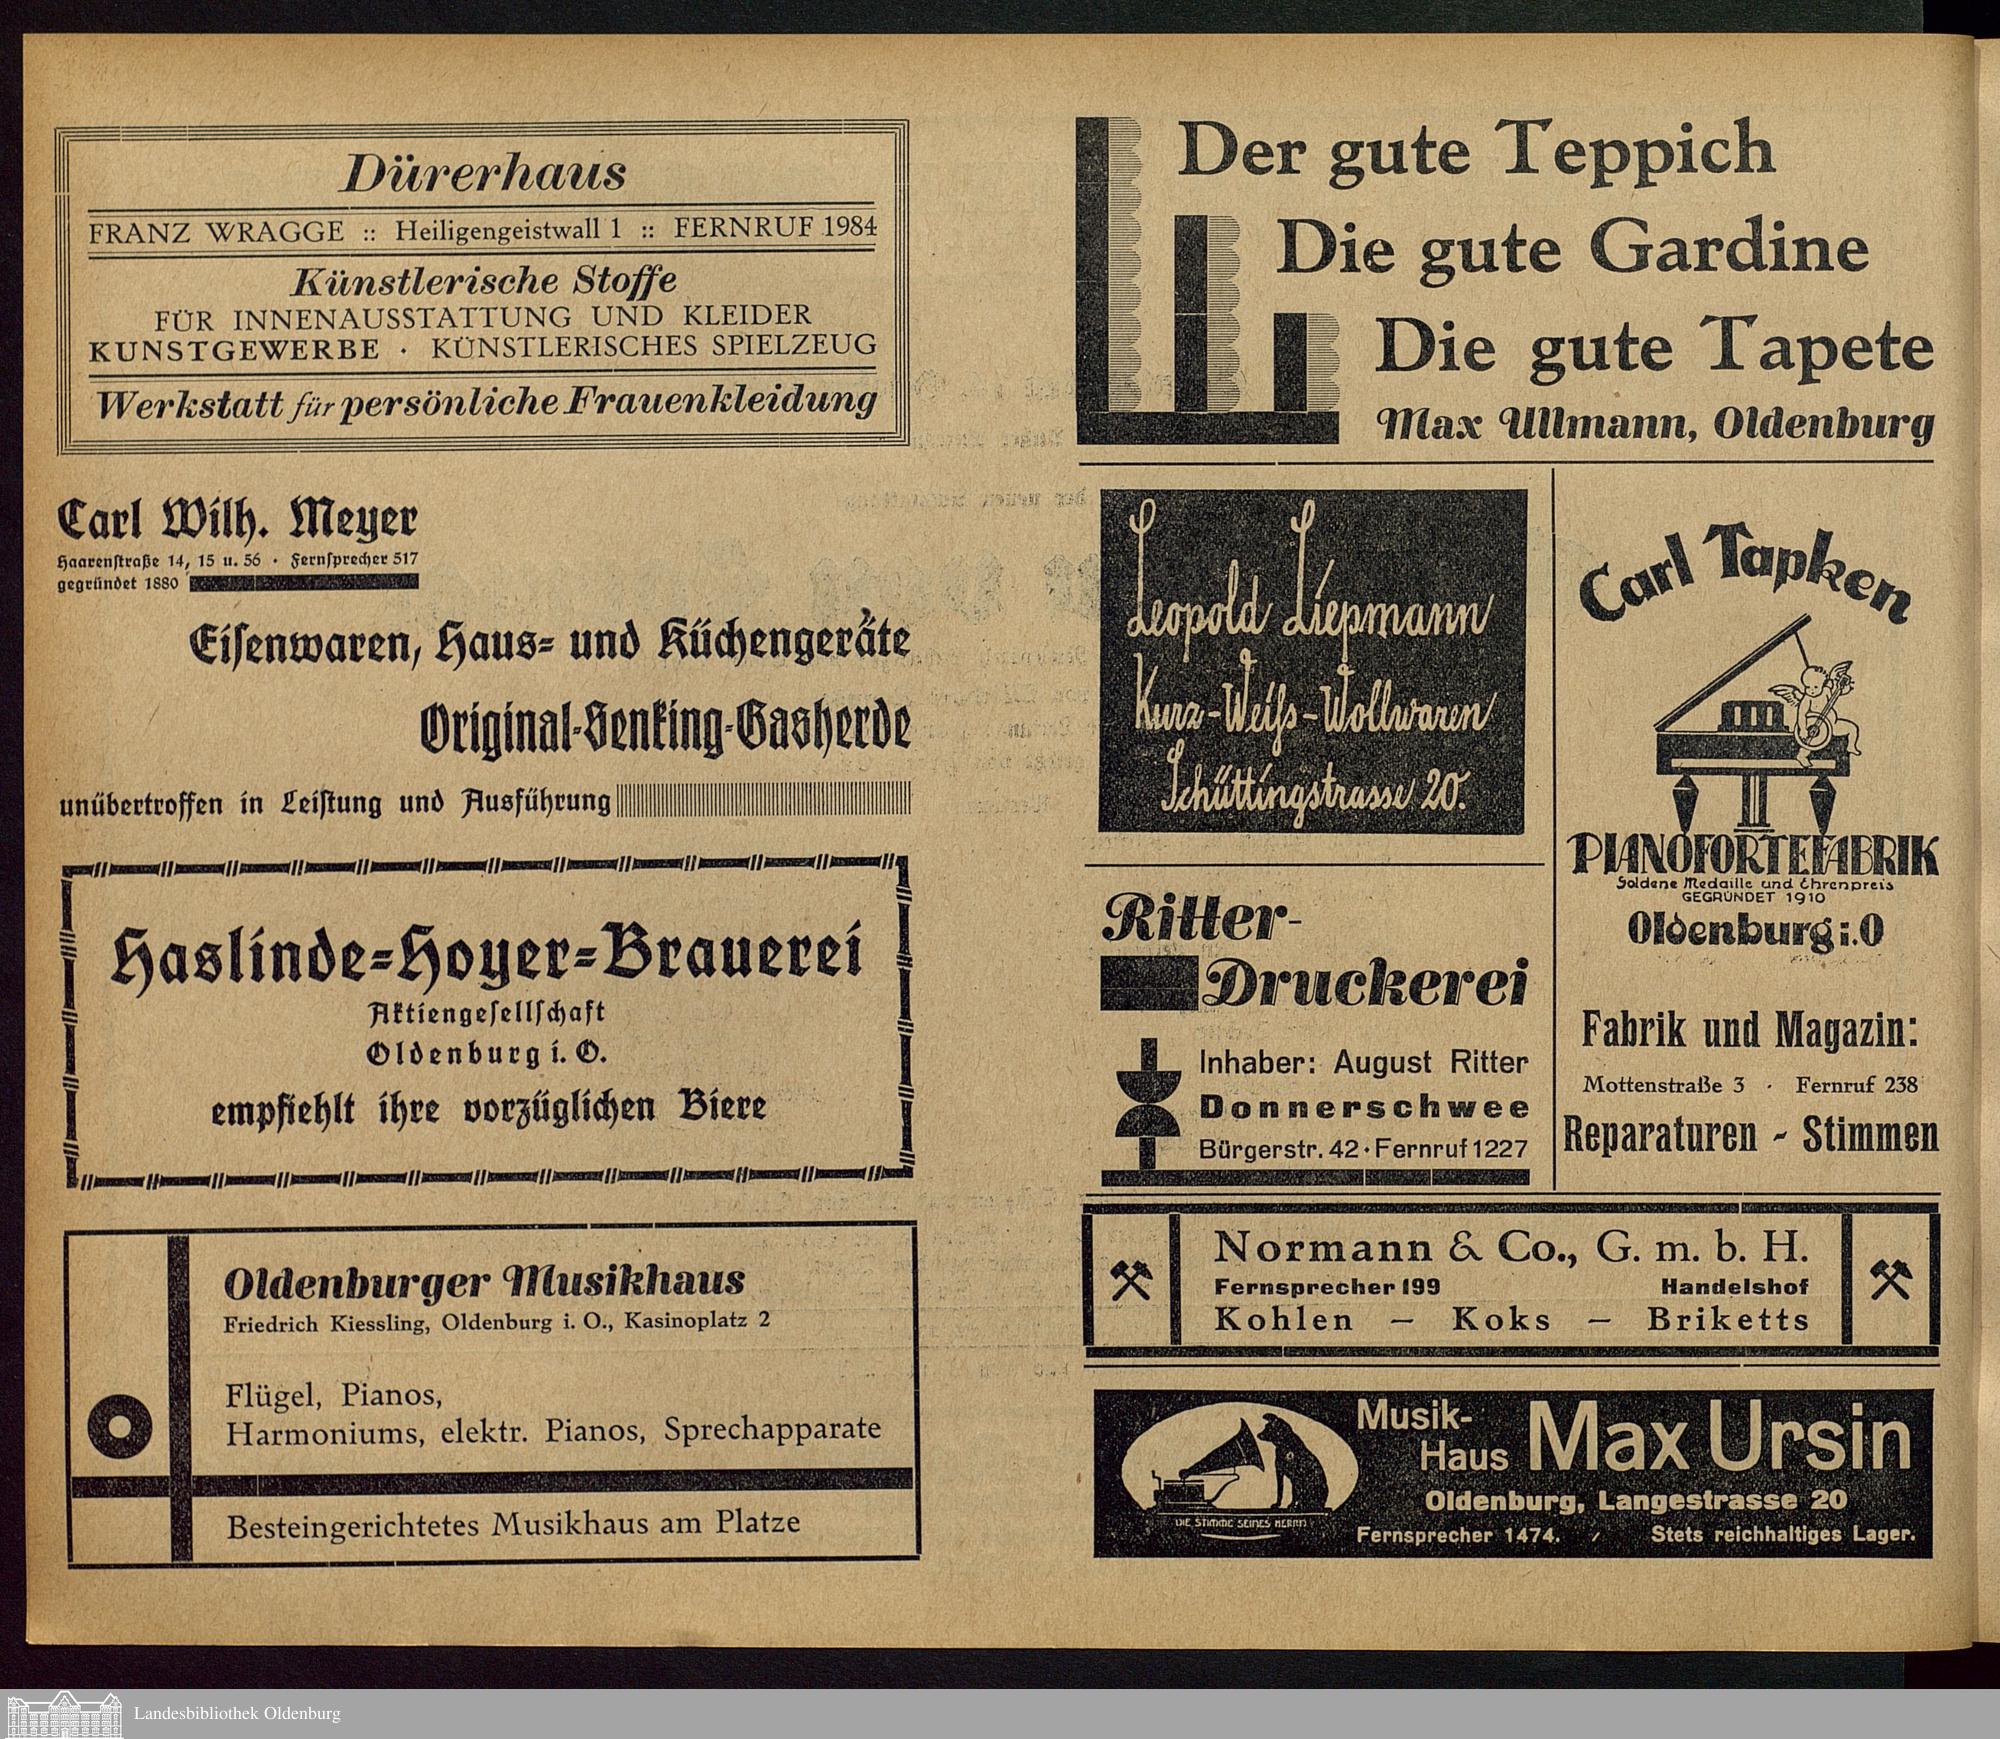 Dürerhaus
FRANZ WRAGGE :: Heiligengeistwall 1 :: FERNRUF 1984
Künstlerische Stoffe
FÜR INNENAUSSTATTUNG UND KLEIDER
KUNSTGEWERBE · KÜNSTLERISCHES SPIELZEUG
Werkstatt für persönliche Frauenkleidung
Carl Wilh. Meyer
Haarenstraße 14, 15 u. 56 · Fernsprecher 517
gegründet 1880
Eisenwaren, Haus- und Küchengeräte
Original-Senking-Gasherde
unübertroffen in Leistung und Ausführung
Haslinde-Hoyer-Brauerei
Aktiengesellschaft
Oldenburg i. O.
empfiehlt ihre vorzüglichen Biere
Oldenburger Musikhaus
Friedrich Kiessling, Oldenburg i. O., Kasinoplatz 2
Flügel, Pianos,
Harmoniums, elektr. Pianos, Sprechapparate
Besteingerichtetes Musikhaus am Platze
Der gute Teppich
Die gute Gardine
Die gute Tapete
Max Ullmann, Oldenburg
Leopold Liepmann
Kurz-Weiß-Wollwaren
Schüttingstrasse 20.
Ritter-
Druckerei
Inhaber: August Ritter
Donnerschwee
Bürgerstr. 42 · Fernruf 1227
Carl Tapken
PIANOFORTEFABRIK
Goldene Medaille und Ehrenpreis
GEGRÜNDET 1910
Oldenburg i. O
Fabrik und Magazin:
Mottenstraße 3 · Fernruf 238
Reparaturen - Stimmen
Normann & Co., G. m. b. H.
Fernsprecher 199 Handelshof
Kohlen — Koks — Briketts
Musik-
Haus Max Ursin
Oldenburg, Langestrasse 20
Fernsprecher 1474. / Stets reichhaltiges Lager.
DIE STIMME SEINES HERRN
Landesbibliothek Oldenburg